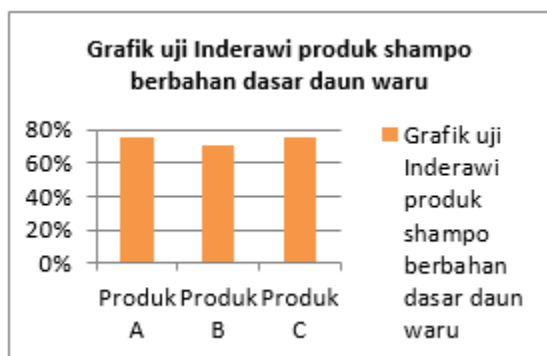 Grafik uji Inderawi produk shampo
berbahan dasar daun waru
80%
60%
40%
20%
0%
Produk Produk Produk
A B C
Grafik uji
Inderawi
produk
shampo
berbahan
dasar daun
waru